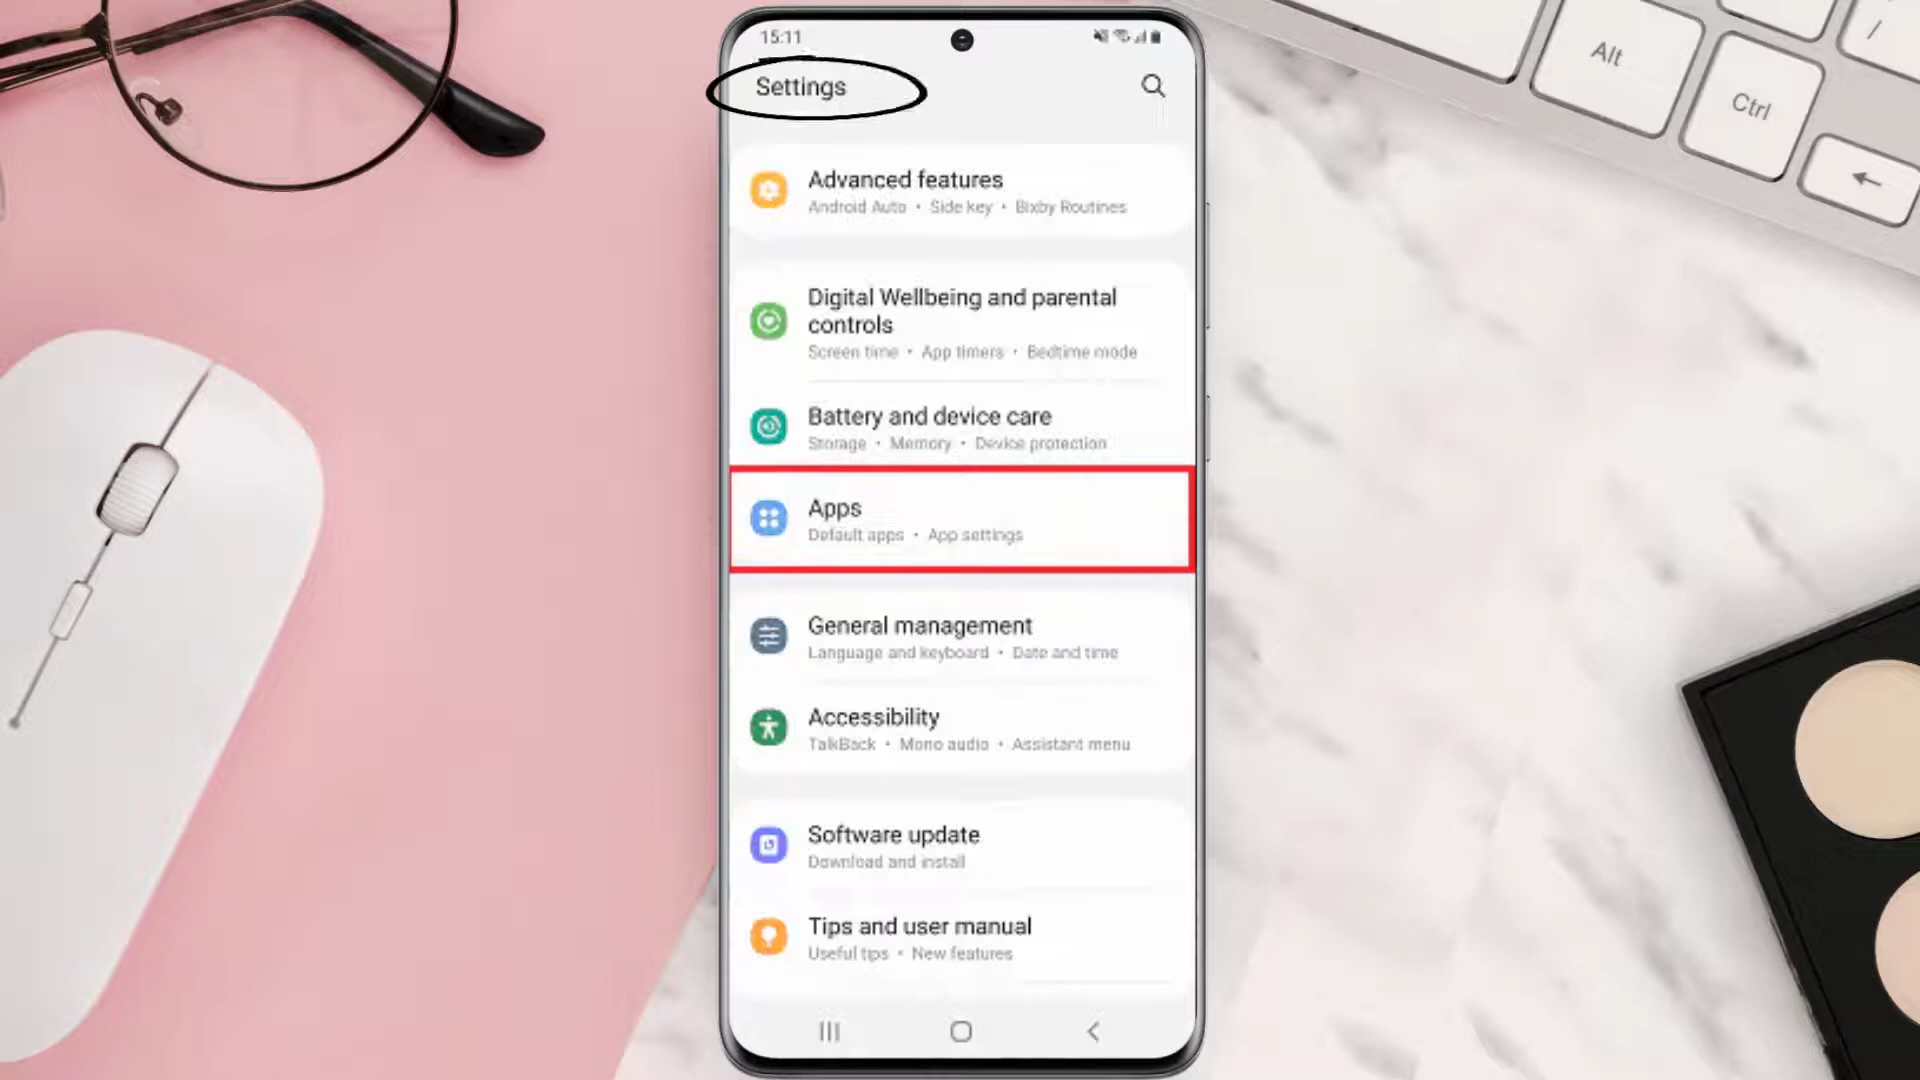 15:11
Settings
Advanced features
Android Auto • Side key • Bixby Routines
Digital Wellbeing and parental
controls
Screen time • App timers • Bedtime mode
Battery and device care
Storage • Memory • Device protection
Apps
Default apps • App settings
General management
Language and keyboard • Date and time
Accessibility
TalkBack • Mono audio • Assistant menu
Software update
Download and install
Tips and user manual
Useful tips • New features
Alt
Ctrl
/